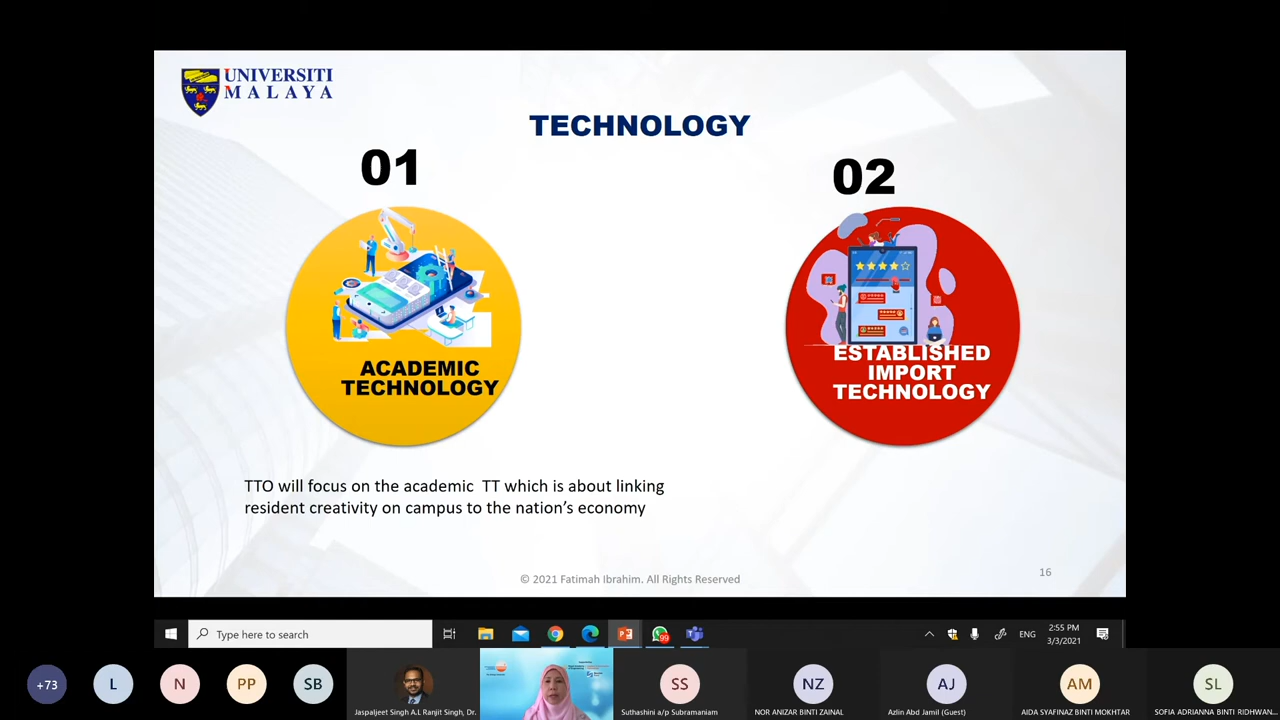 UNIVERSITI
MALAYA
TECHNOLOGY
01
02
ACADEMIC
TECHNOLOGY
ESTABLISHED
IMPORT
TECHNOLOGY
TTO will focus on the academic  TT which is about linking
resident creativity on campus to the nation’s economy
© 2021 Fatimah Ibrahim. All Rights Reserved
16
Type here to search
99
ENG
2:55 PM
3/3/2021
+73
L
N
PP
SB
Jaspaljeet Singh A.L Ranjit Singh, Dr.
SS
Suthashini a/p Subramaniam
NZ
NOR ANIZAR BINTI ZAINAL
AJ
Azlin Abd Jamil (Guest)
AM
AIDA SYAFINAZ BINTI MOKHTAR
SL
SOFIA ADRIANNA BINTI RIDHWAN...